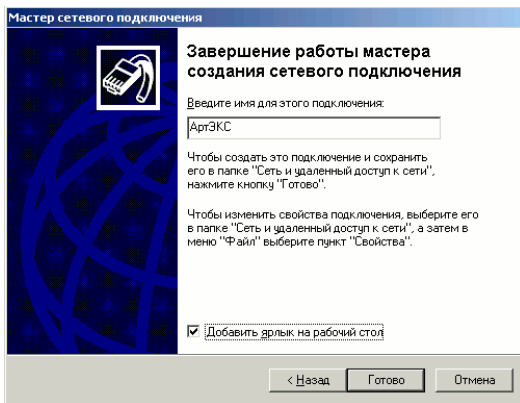 Мастер сетевого подключения
Завершение работы мастера
создания сетевого подключения
Введите имя для этого подключения:
АртЭКС
Чтобы создать это подключение и сохранить
его в папке "Сеть и удаленный доступ к сети",
нажмите кнопку "Готово".
Чтобы изменить свойства подключения, выберите его
в папке "Сеть и удаленный доступ к сети", а затем в
меню "Файл" выберите пункт "Свойства".
Добавить ярлык на рабочий стол
< Назад Готово Отмена